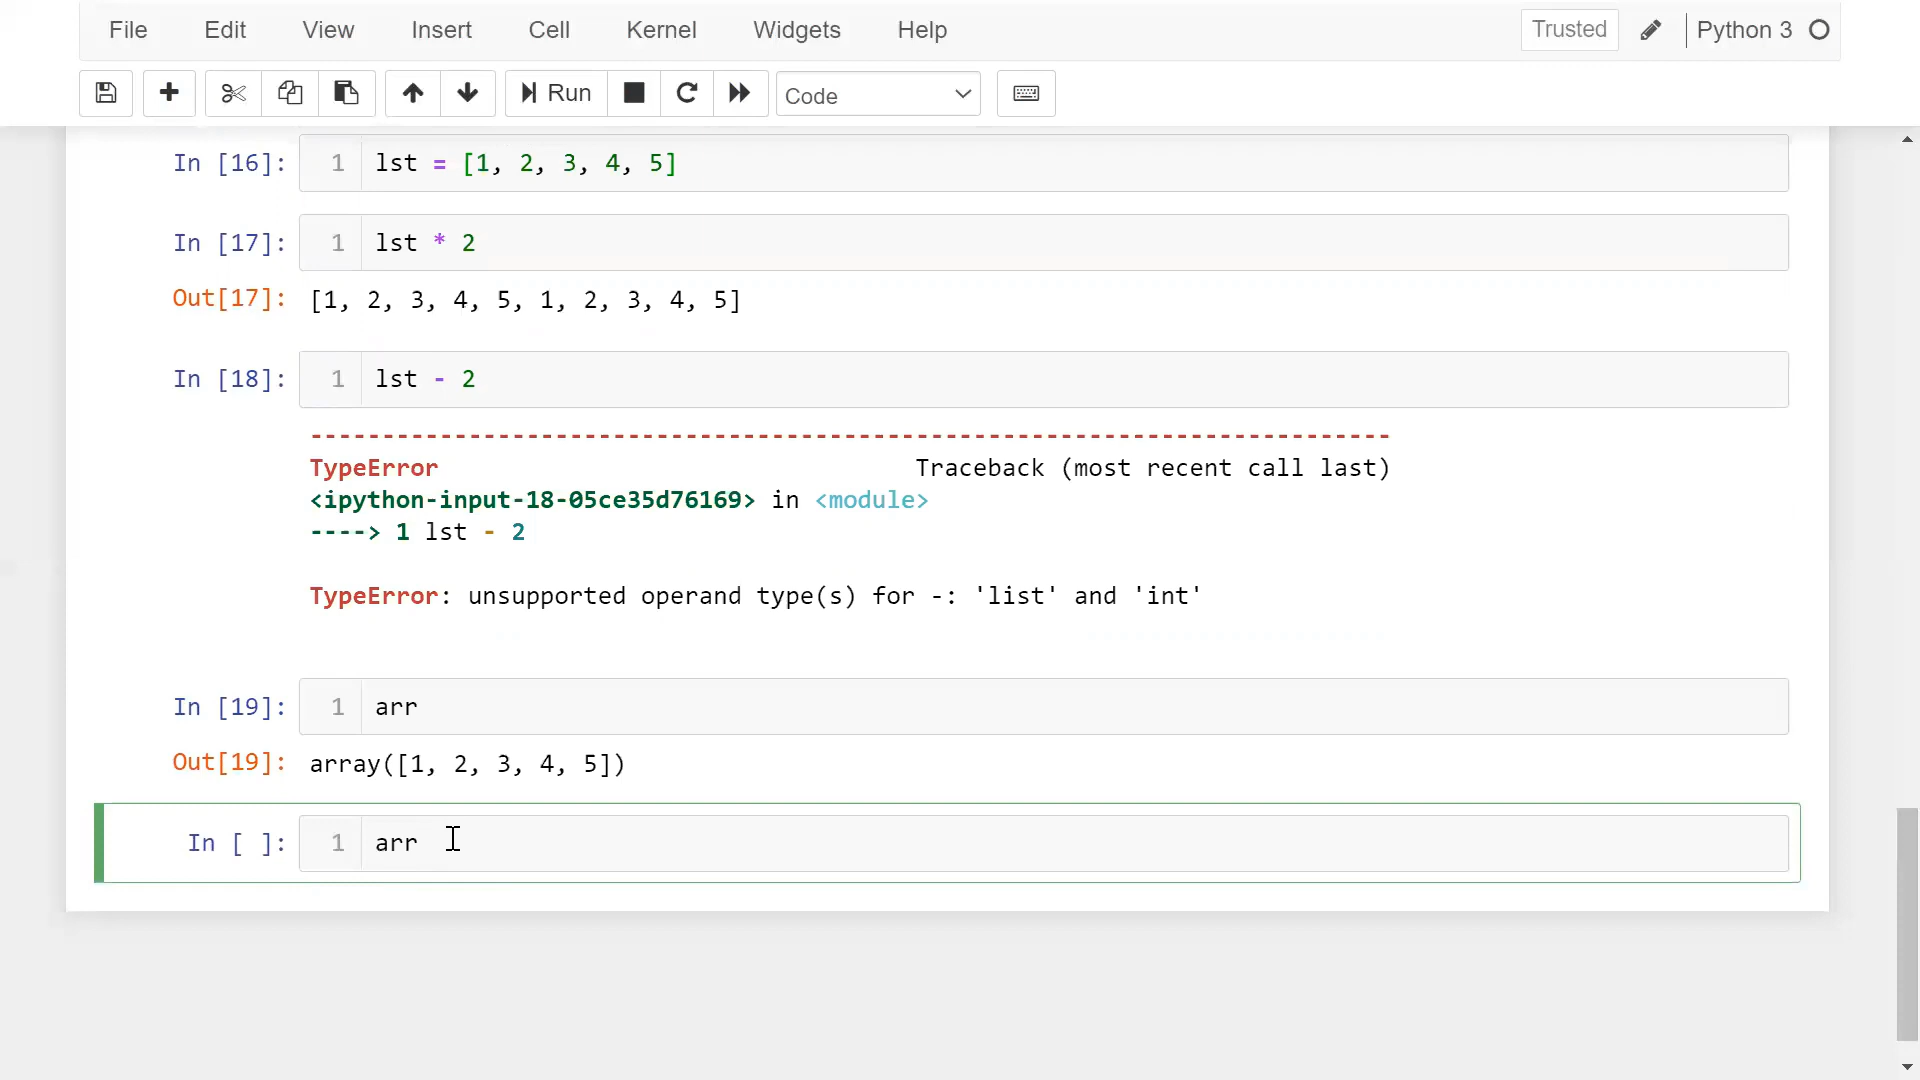 File Edit View Insert Cell Kernel Widgets Help Trusted Python 3
Run Code
In [16]: 1 lst = [1, 2, 3, 4, 5]
In [17]: 1 lst * 2
Out[17]: [1, 2, 3, 4, 5, 1, 2, 3, 4, 5]
In [18]: 1 lst - 2
---------------------------------------------------------------------------
TypeError Traceback (most recent call last)
<ipython-input-18-05ce35d76169> in <module>
----> 1 lst - 2
TypeError: unsupported operand type(s) for -: 'list' and 'int'
In [19]: 1 arr
Out[19]: array([1, 2, 3, 4, 5])
In [ ]: 1 arr